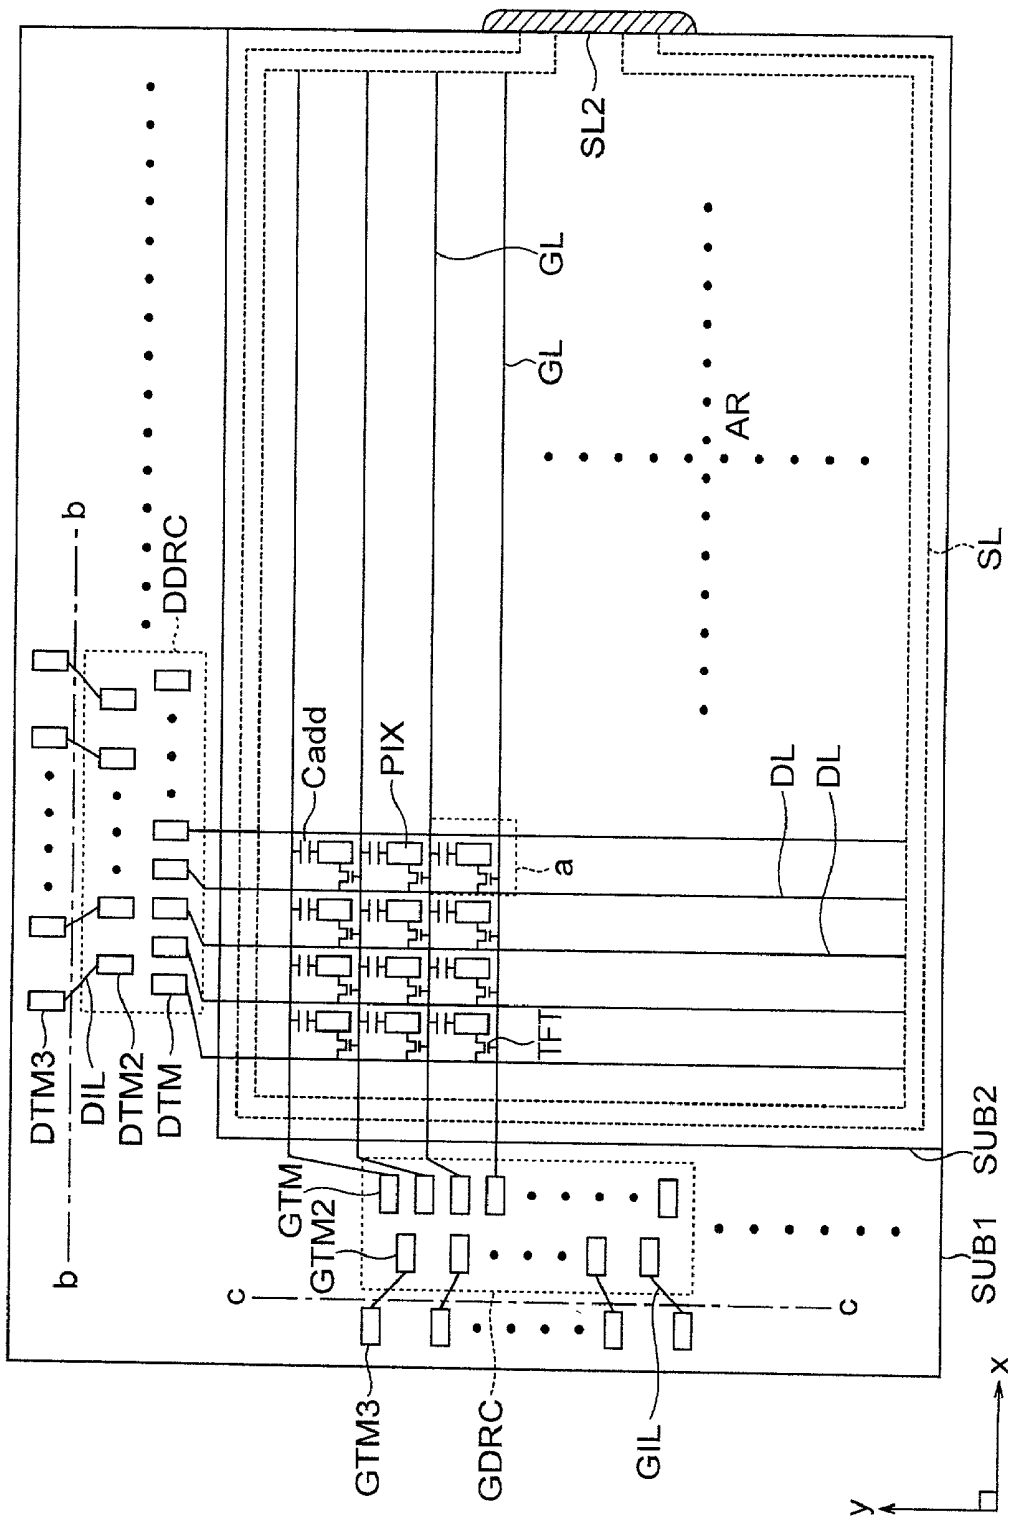 DTM3
DIL
DTM2
DTM
b
b
DDRC
Cadd
PIX
a
TFT
DL
DL
GL
GL
AR
SL2
SL
SUB2
SUB1
GTM
GTM2
GTM3
GDRC
GIL
c
c
x
y